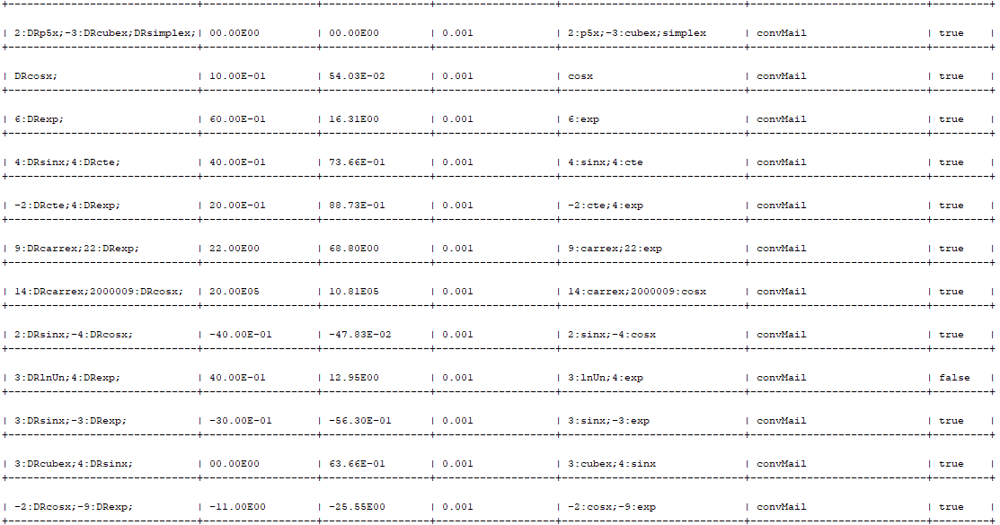 2:DRp5x;-3:DRcubex;DRsimplex; | 00.00E00 | 00.00E00 | 0.001 | 2:p5x;-3:cubex;simplex | convMail | true |
| DRcosx; | 10.00E-01 | 54.03E-02 | 0.001 | cosx | convMail | true |
| 6:DRexp; | 60.00E-01 | 16.31E00 | 0.001 | 6:exp | convMail | true |
| 4:DRsinx;4:DRcte; | 40.00E-01 | 73.66E-01 | 0.001 | 4:sinx;4:cte | convMail | true |
| -2:DRcte;4:DRexp; | 20.00E-01 | 88.73E-01 | 0.001 | -2:cte;4:exp | convMail | true |
| 9:DRcarrex;22:DRexp; | 22.00E00 | 68.80E00 | 0.001 | 9:carrex;22:exp | convMail | true |
| 14:DRcarrex;2000009:DRcosx; | 20.00E05 | 10.81E05 | 0.001 | 14:carrex;2000009:cosx | convMail | true |
| 2:DRsinx;-4:DRcosx; | -40.00E-01 | -47.83E-02 | 0.001 | 2:sinx;-4:cosx | convMail | true |
| 3:DRlnUn;4:DRexp; | 40.00E-01 | 12.95E00 | 0.001 | 3:lnUn;4:exp | convMail | false |
| 3:DRsinx;-3:DRexp; | -30.00E-01 | -56.30E-01 | 0.001 | 3:sinx;-3:exp | convMail | true |
| 3:DRcubex;4:DRsinx; | 00.00E00 | 63.66E-01 | 0.001 | 3:cubex;4:sinx | convMail | true |
| -2:DRcosx;-9:DRexp; | -11.00E00 | -25.55E00 | 0.001 | -2:cosx;-9:exp | convMail | true |